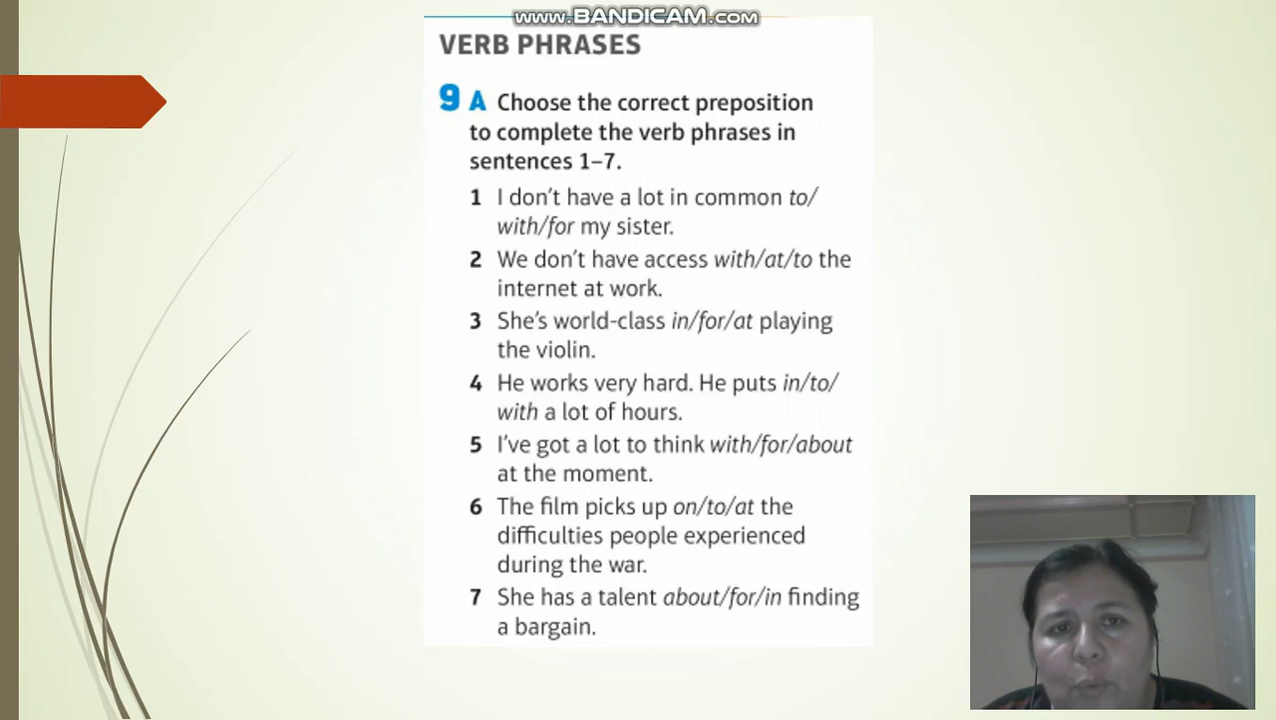 www.BANDICAM.com
VERB PHRASES
9 A Choose the correct preposition
to complete the verb phrases in
sentences 1–7.
1 I don't have a lot in common to/
with/for my sister.
2 We don't have access with/at/to the
internet at work.
3 She's world-class in/for/at playing
the violin.
4 He works very hard. He puts in/to/
with a lot of hours.
5 I've got a lot to think with/for/about
at the moment.
6 The film picks up on/to/at the
difficulties people experienced
during the war.
7 She has a talent about/for/in finding
a bargain.